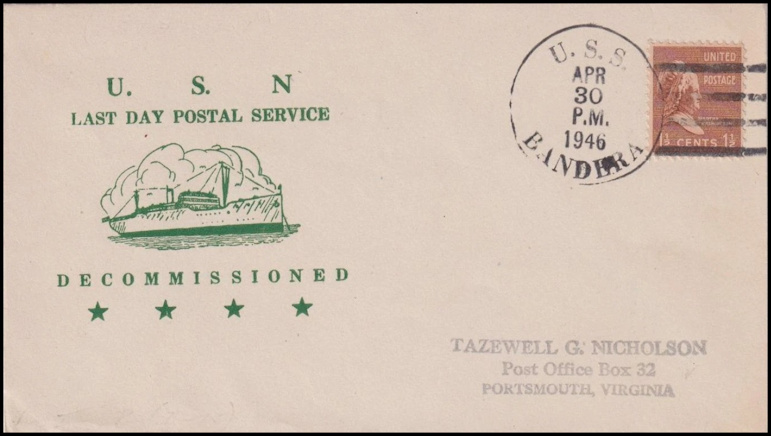 U. S. N
LAST DAY POSTAL SERVICE
DECOMMISSIONED
U. S. S.
APR
30
P.M.
1946
BANDERA
UNITED
POSTAGE
1½ CENTS 1½
TAZEWELL G. NICHOLSON
Post Office Box 32
PORTSMOUTH, VIRGINIA